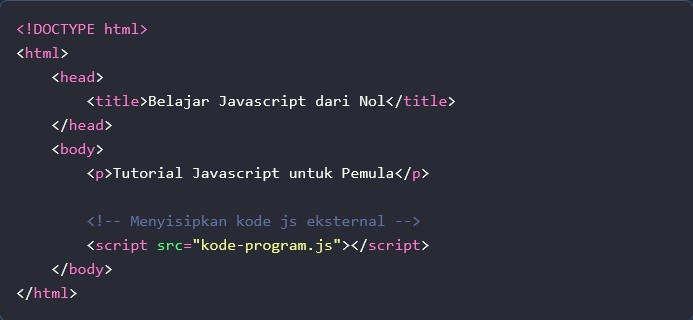 <!DOCTYPE html>
<html>
    <head>
        <title>Belajar Javascript dari Nol</title>
    </head>
    <body>
        <p>Tutorial Javascript untuk Pemula</p>

        <!-- Menyisipkan kode js eksternal -->
        <script src="kode-program.js"></script>
    </body>
</html>